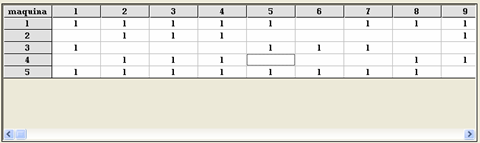 maquina 1 2 3 4 5 6 7 8 9
1 1 1 1 1 1 1 1 1
2 1 1 1 1
3 1 1 1 1
4 1 1 1 1 1
5 1 1 1 1 1 1 1 1